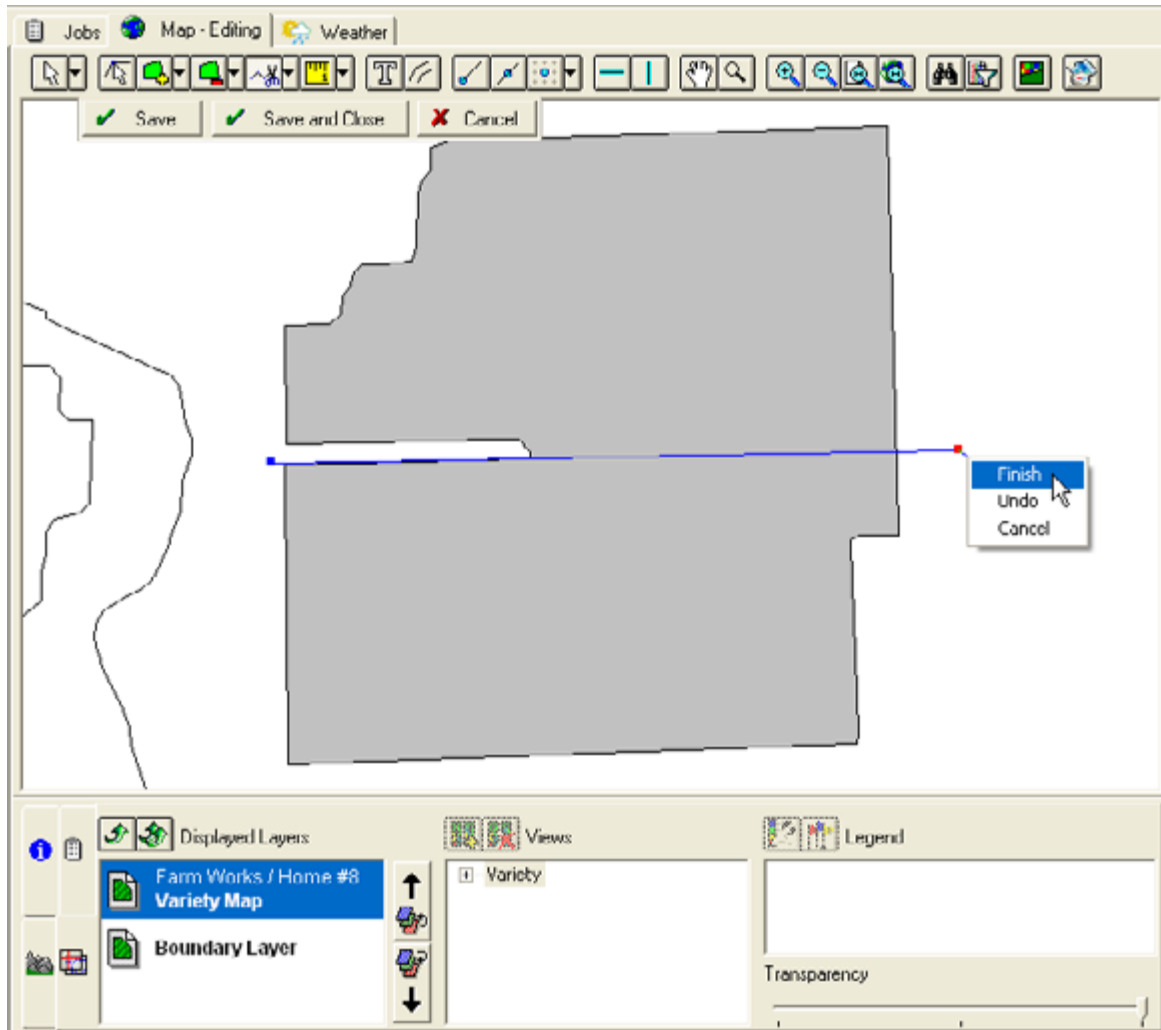 Jobs Map - Editing Weather
Save Save and Close Cancel
Finish
Undo
Cancel
Displayed Layers Views Legend
Farm Works / Home #8
Variety Map
Boundary Layer
Variety
Transparency